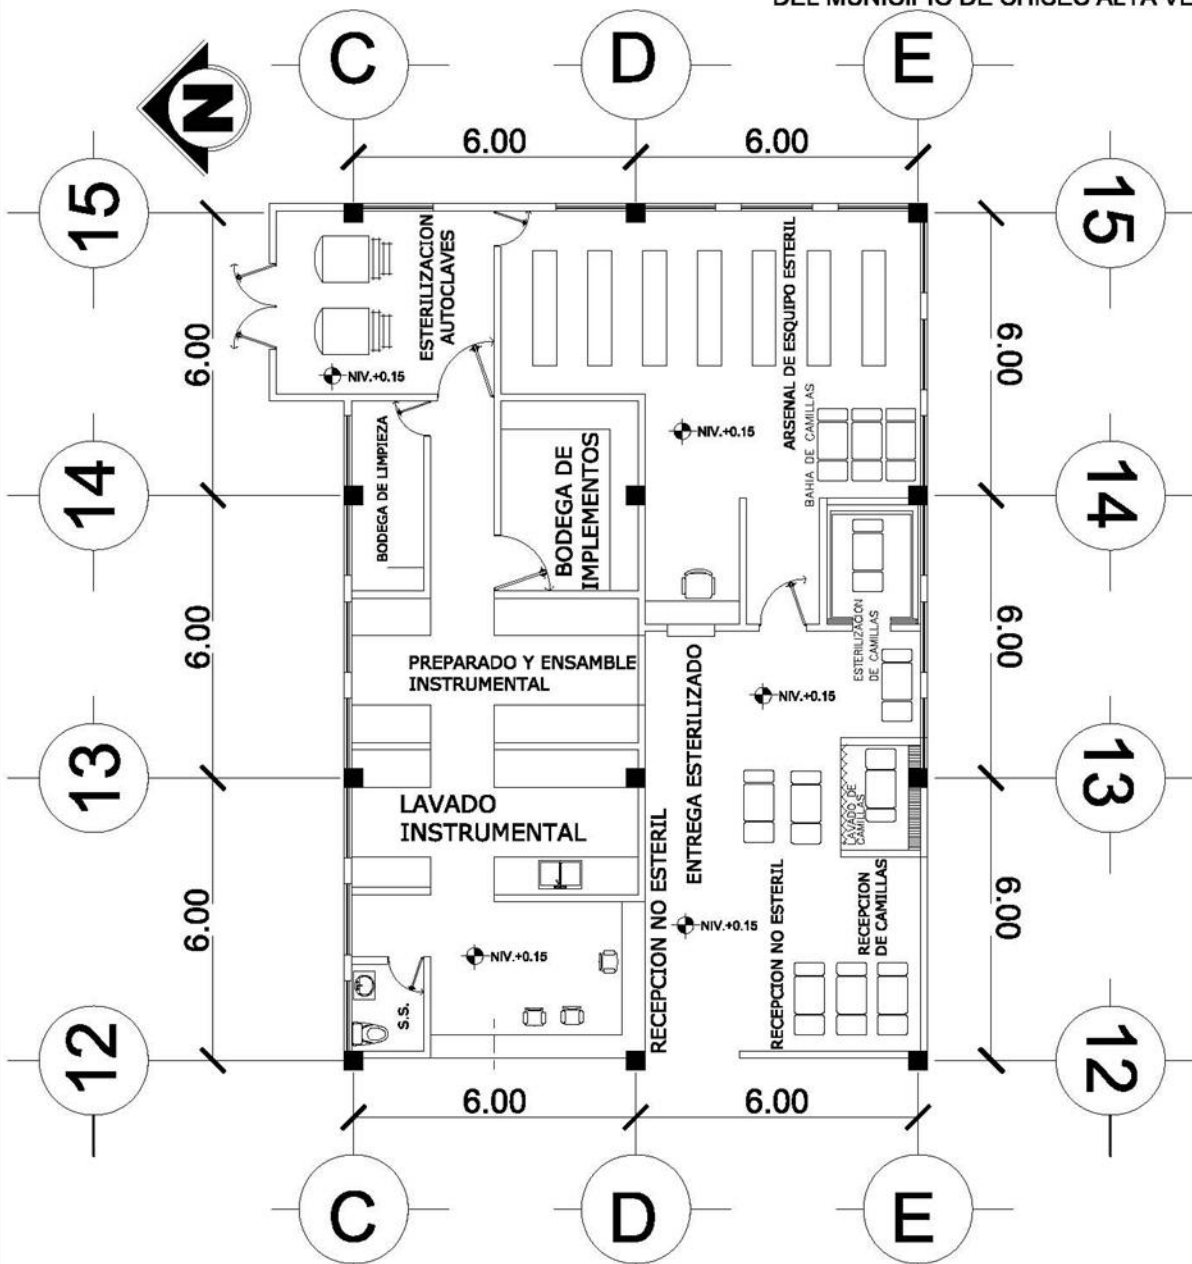 DEL MUNICIPIO DE CHISEC ALTA VE
C
D
E
N
6.00
6.00
15
15
ESTERILIZACION
AUTOCLAVES
ARSENAL DE ESQUIPO ESTERIL
6.00
6.00
NIV.+0.15
BAHIA DE CAMILLAS
NIV.+0.15
BODEGA DE LIMPIEZA
BODEGA DE
IMPLEMENTOS
14
14
ESTERILIZACION
DE CAMILLAS
6.00
6.00
PREPARADO Y ENSAMBLE
INSTRUMENTAL
ENTREGA ESTERILIZADO
NIV.+0.15
13
13
LAVADO
INSTRUMENTAL
LAVADO DE
CAMILLAS
RECEPCION NO ESTERIL
RECEPCION NO ESTERIL
RECEPCION
DE CAMILLAS
6.00
6.00
NIV.+0.15
NIV.+0.15
S.S.
12
12
6.00
6.00
C
D
E